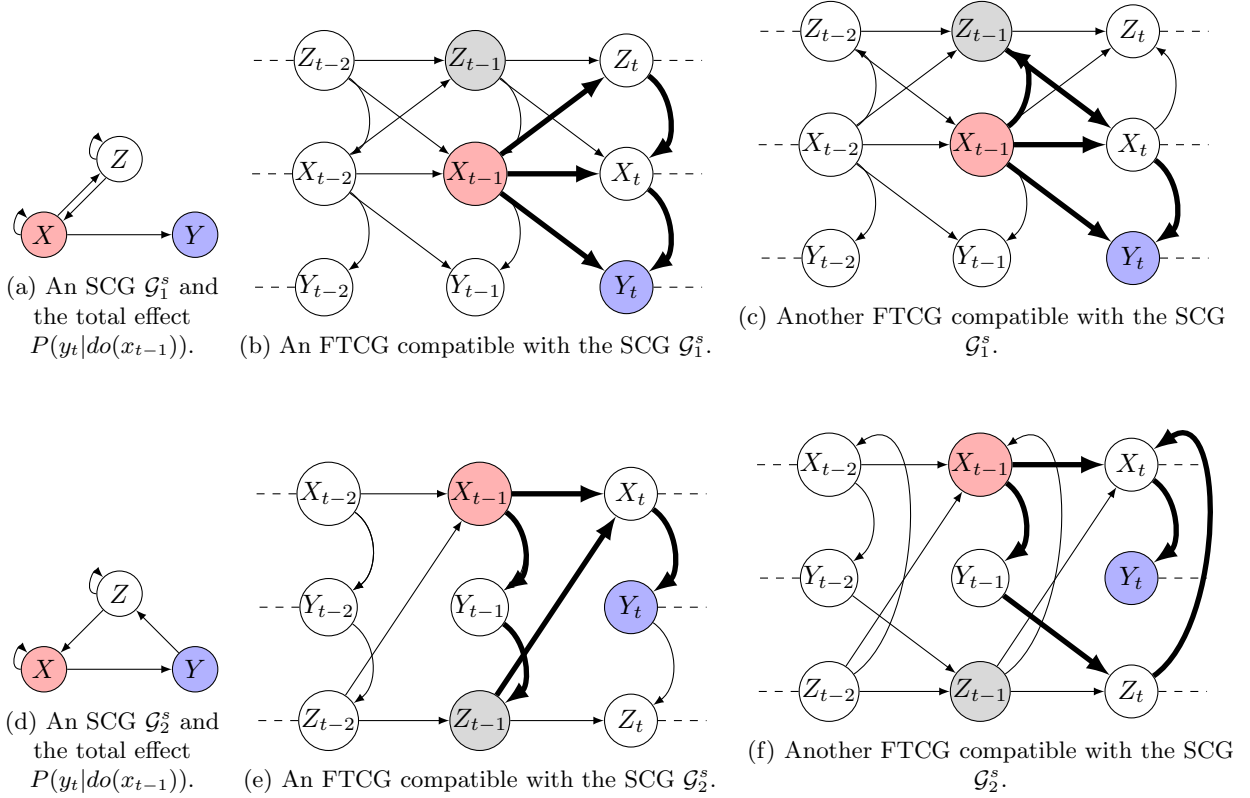 Z
X
Y
(a) An SCG 𝒢₁ˢ and
the total effect
P(yₜ|do(xₜ₋₁)).
Zₜ₋₂ Zₜ₋₁ Zₜ
Xₜ₋₂ Xₜ₋₁ Xₜ
Yₜ₋₂ Yₜ₋₁ Yₜ
(b) An FTCG compatible with the SCG 𝒢₁ˢ.
Zₜ₋₂ Zₜ₋₁ Zₜ
Xₜ₋₂ Xₜ₋₁ Xₜ
Yₜ₋₂ Yₜ₋₁ Yₜ
(c) Another FTCG compatible with the SCG
𝒢₁ˢ.
Z
X
Y
(d) An SCG 𝒢₂ˢ and
the total effect
P(yₜ|do(xₜ₋₁)).
Xₜ₋₂ Xₜ₋₁ Xₜ
Yₜ₋₂ Yₜ₋₁ Yₜ
Zₜ₋₂ Zₜ₋₁ Zₜ
(e) An FTCG compatible with the SCG 𝒢₂ˢ.
Xₜ₋₂ Xₜ₋₁ Xₜ
Yₜ₋₂ Yₜ₋₁ Yₜ
Zₜ₋₂ Zₜ₋₁ Zₜ
(f) Another FTCG compatible with the SCG
𝒢₂ˢ.